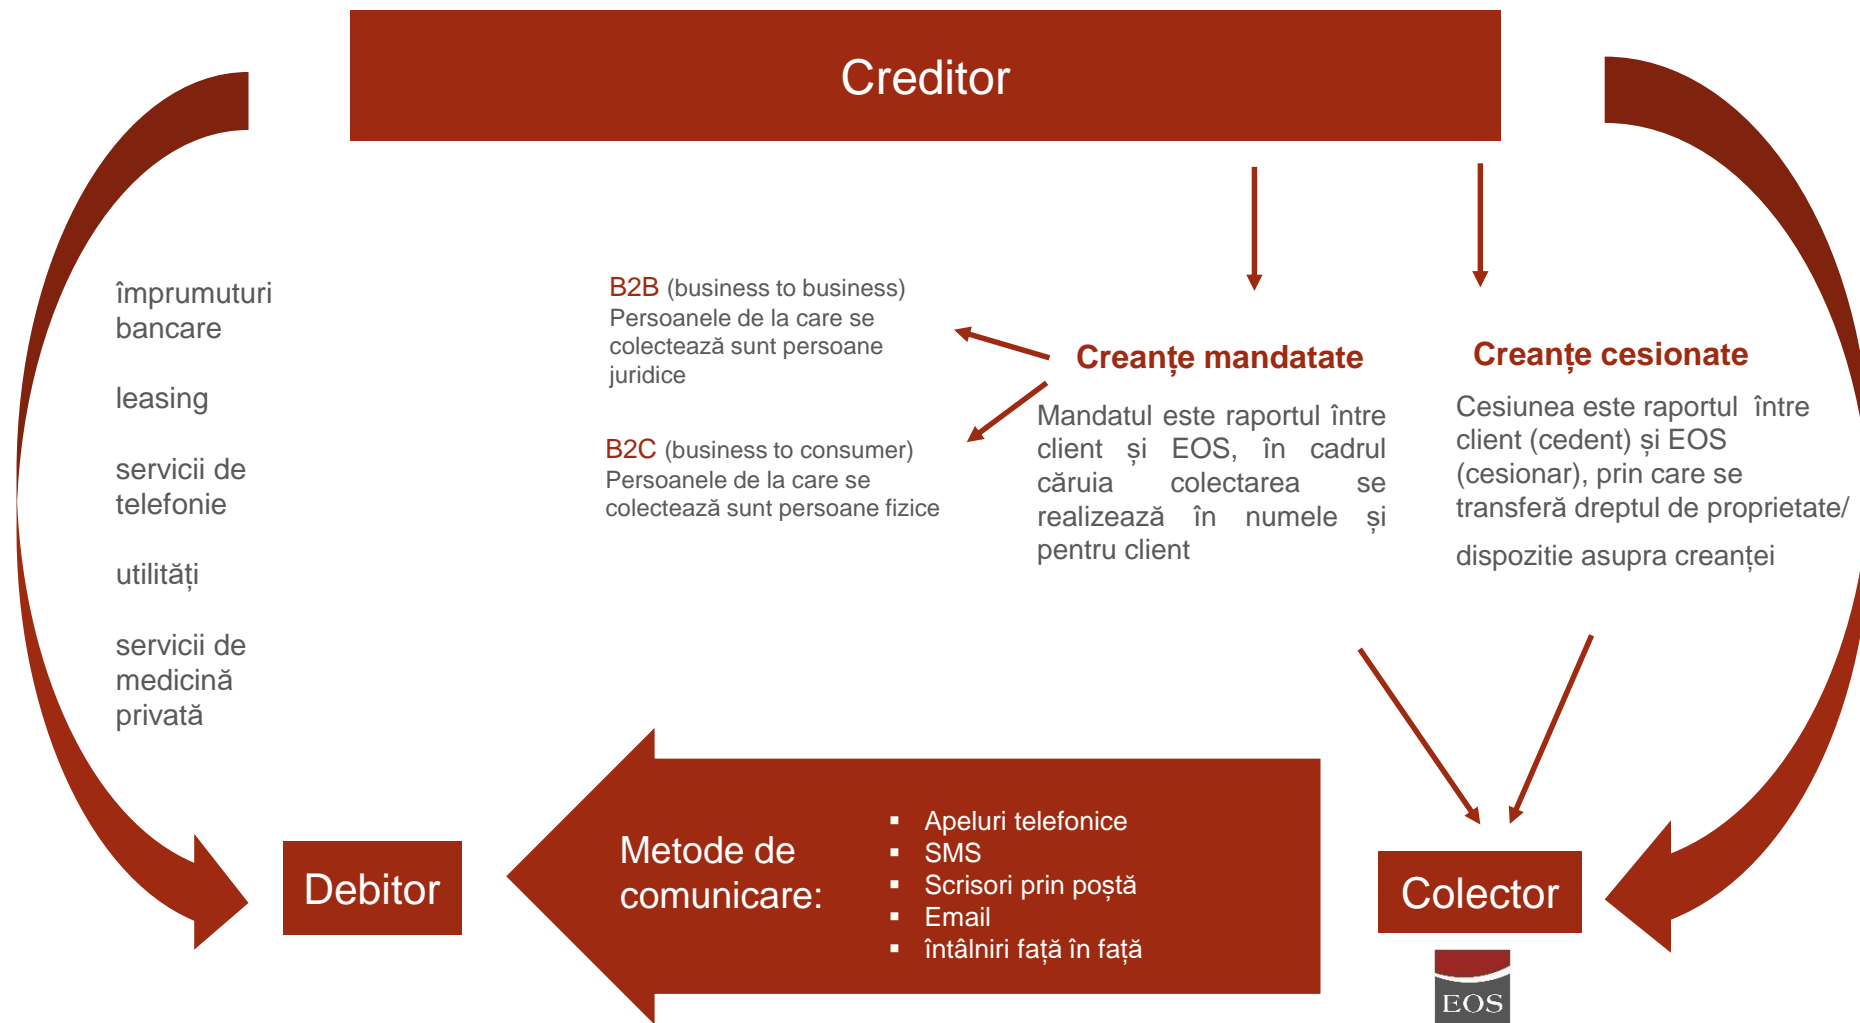 Creditor
împrumuturi
bancare
leasing
servicii de
telefonie
utilități
servicii de
medicină
privată
B2B (business to business)
Persoanele de la care se
colectează sunt persoane
juridice
B2C (business to consumer)
Persoanele de la care se
colectează sunt persoane fizice
Creanțe mandatate
Mandatul este raportul între
client și EOS, în cadrul
căruia colectarea se
realizează în numele și
pentru client
Creanțe cesionate
Cesiunea este raportul între
client (cedent) și EOS
(cesionar), prin care se
transferă dreptul de proprietate/
dispozitie asupra creanței
Debitor
Metode de
comunicare:
▪ Apeluri telefonice
▪ SMS
▪ Scrisori prin poștă
▪ Email
▪ întâlniri față în față
Colector
EOS